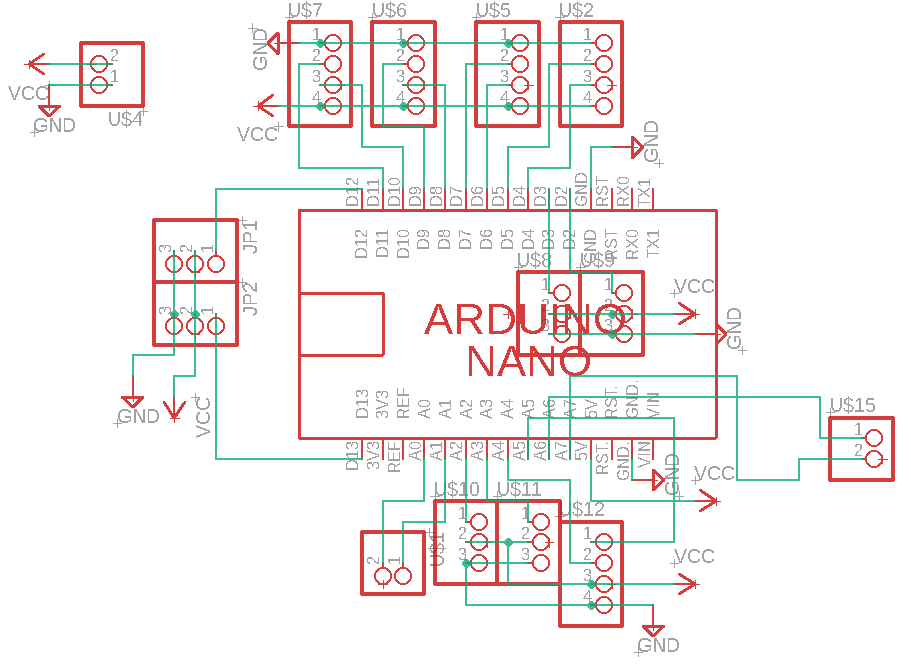 U$7 U$6 U$5 U$2
GND
1 1 1 1
2 2 2 2
3 3 3 3
4 4 4 4
VCC
2
1
VCC
GND
U$4
GND
D12 D11 D10 D9 D8 D7 D6 D5 D4 D3 D2 GND RST RX0 TX1
D12 D11 D10 D9 D8 D7 D6 D5 D4 D3 D2 GND RST RX0 TX1
JP1
3 2 1
JP2
3 2 1
GND
VCC
U$8 U$9
1 1
2 2
3 3
VCC
GND
ARDUINO
NANO
D13 3V3 REF A0 A1 A2 A3 A4 A5 A6 A7 5V RST. GND. VIN
D13 3V3 REF A0 A1 A2 A3 A4 A5 A6 A7 5V RST. GND. VIN
U$15
1
2
GND
VCC
U$10 U$11
1 1
2 2
3 3
U$12
1
2
3
4
U$1
2 1
VCC
GND